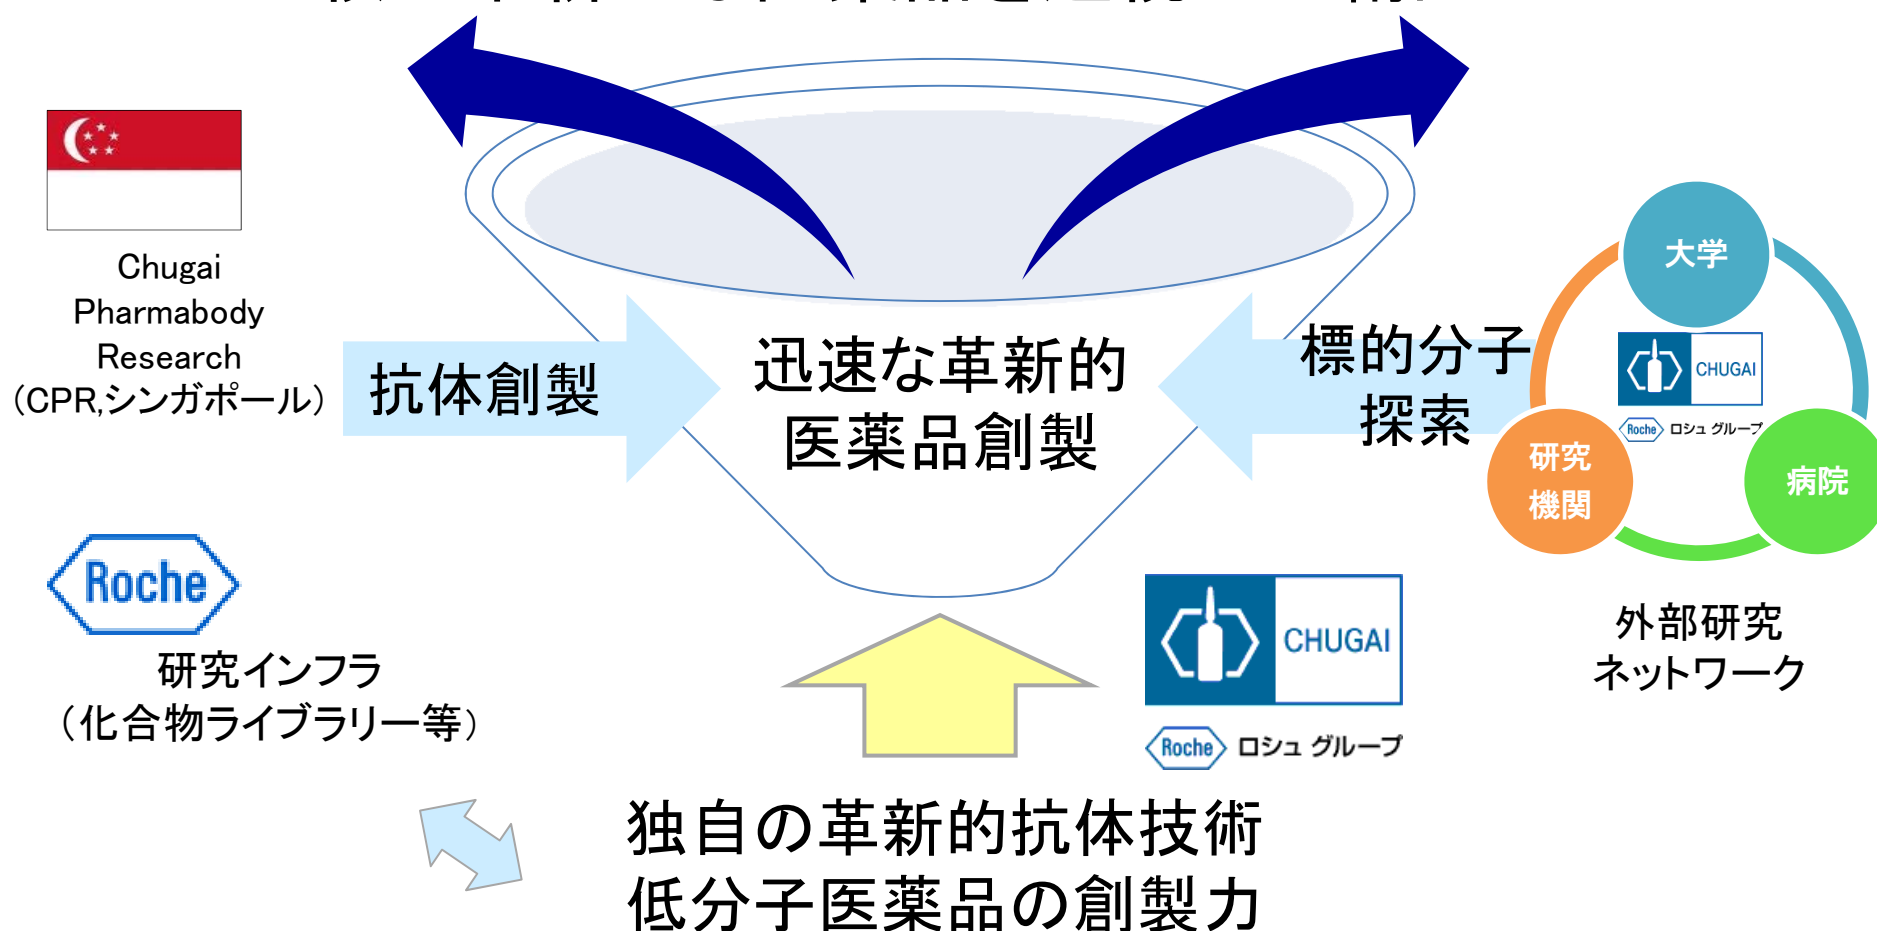 Chugai
Pharmabody
Research
（CPR,シンガポール）
抗体創製
迅速な革新的
医薬品創製
標的分子
探索
大学
CHUGAI
Roche ロシュ グループ
研究
機関
病院
外部研究
ネットワーク
Roche
研究インフラ
（化合物ライブラリー等）
CHUGAI
Roche ロシュ グループ
独自の革新的抗体技術
低分子医薬品の創製力